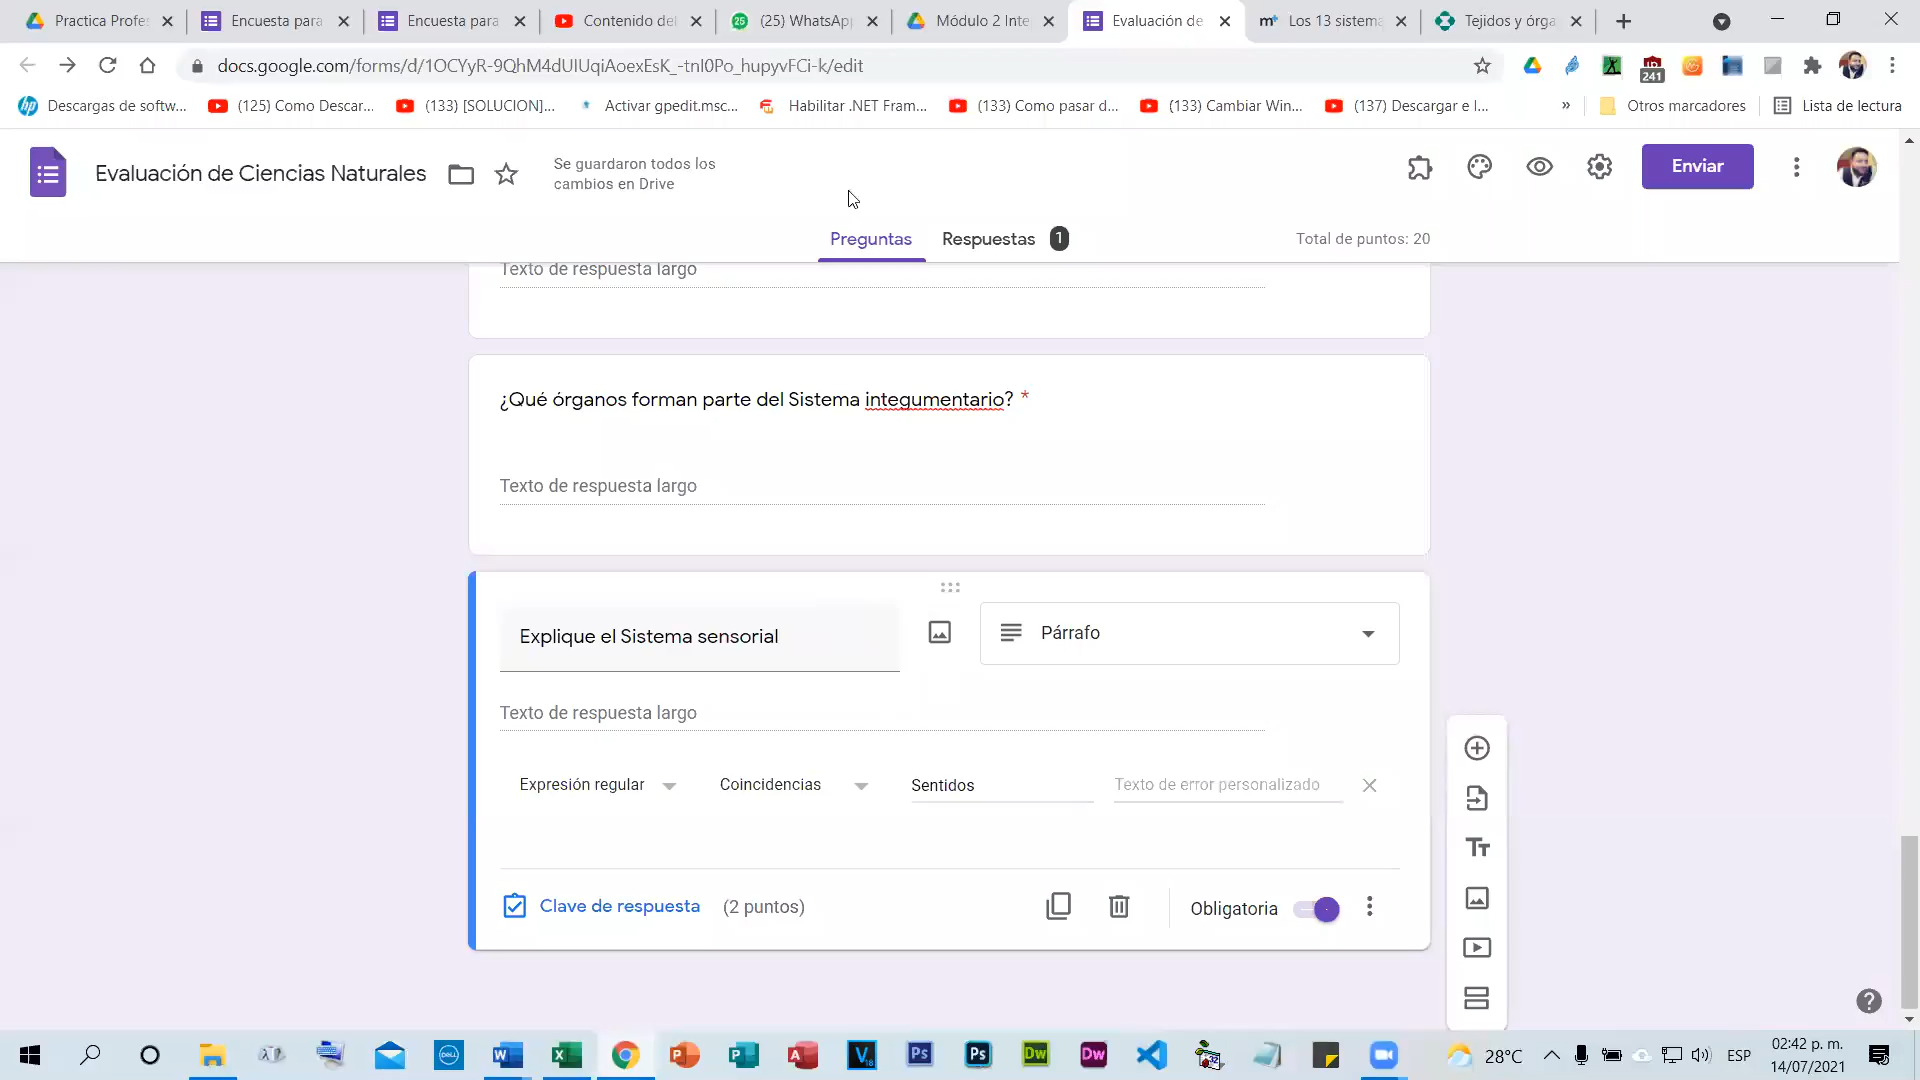 Practica Profes
Encuesta para
Encuesta para
Contenido del
(25) WhatsApp
Módulo 2 Inte
Evaluación de
Los 13 sistema
Tejidos y órga
docs.google.com/forms/d/1OCYyR-9QhM4dUIUqiAoexEsK_-tnI0Po_hupyvFCi-k/edit
241
Descargas de softw...
(125) Como Descar...
(133) [SOLUCION]...
Activar gpedit.msc...
Habilitar .NET Fram...
(133) Como pasar d...
(133) Cambiar Win...
(137) Descargar e I...
»
Otros marcadores
Lista de lectura
Evaluación de Ciencias Naturales
Se guardaron todos los
cambios en Drive
Enviar
Preguntas
Respuestas 1
Total de puntos: 20
Texto de respuesta largo
¿Qué órganos forman parte del Sistema integumentario? *
Texto de respuesta largo
Explique el Sistema sensorial
Párrafo
Texto de respuesta largo
Expresión regular
Coincidencias
Sentidos
Texto de error personalizado
Clave de respuesta
(2 puntos)
Obligatoria
28°C
ESP
02:42 p. m.
14/07/2021